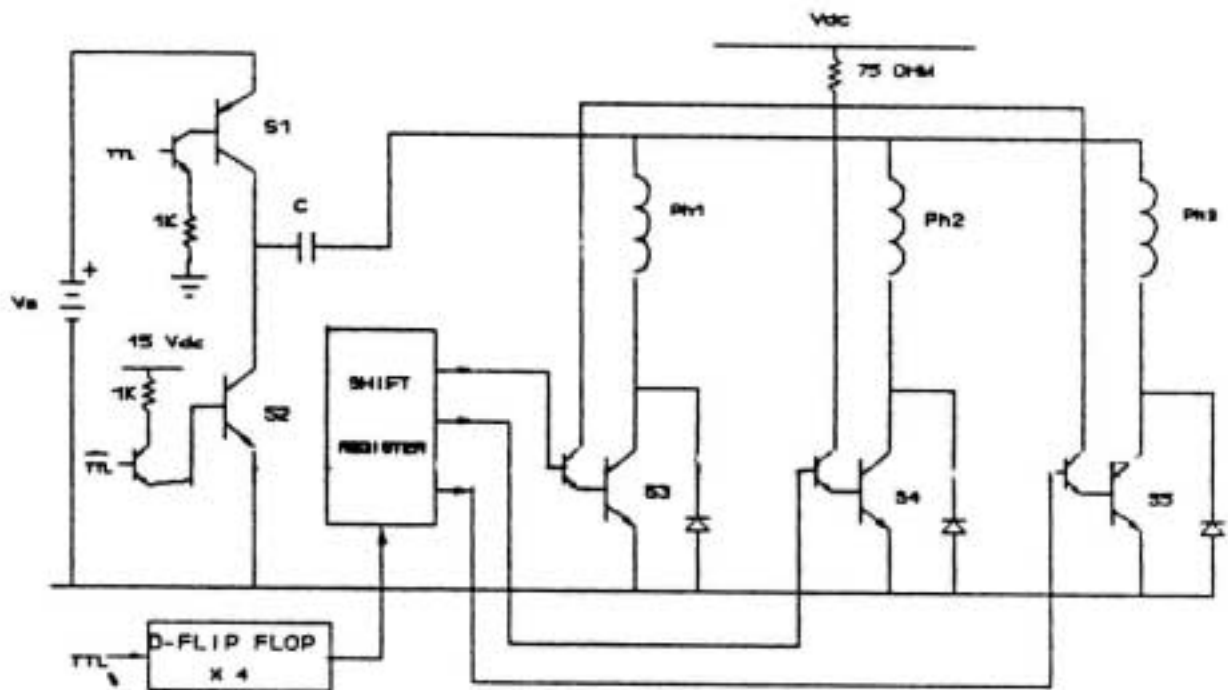 Vdc
75 OHM
S1
TTL
1K
C
Ph1
Ph2
Ph3
Vs
+
15 Vdc
1K
S2
TTL
SHIFT
REGISTER
S3
S4
S5
D-FLIP FLOP
X 4
TTL